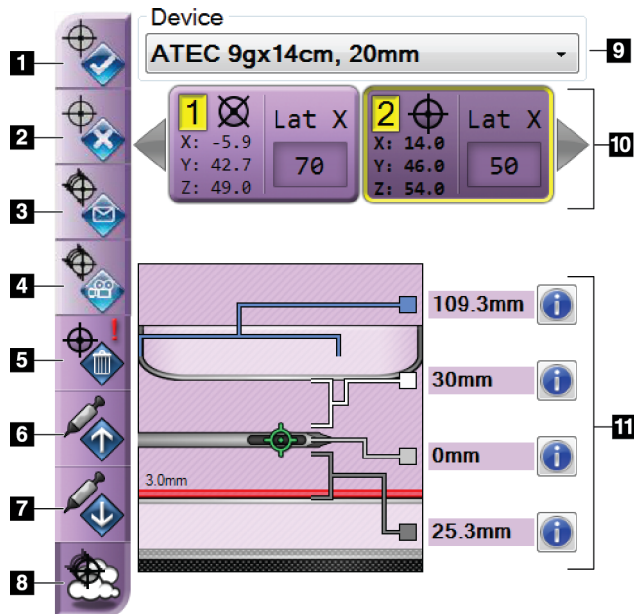 Device
1
ATEC 9gx14cm, 20mm
9
2
1
Lat X
X: -5.9
Y: 42.7
Z: 49.0
70
2
Lat X
X: 14.0
Y: 46.0
Z: 54.0
50
10
3
4
109.3mm
5
!
30mm
6
11
0mm
7
3.0mm
25.3mm
8